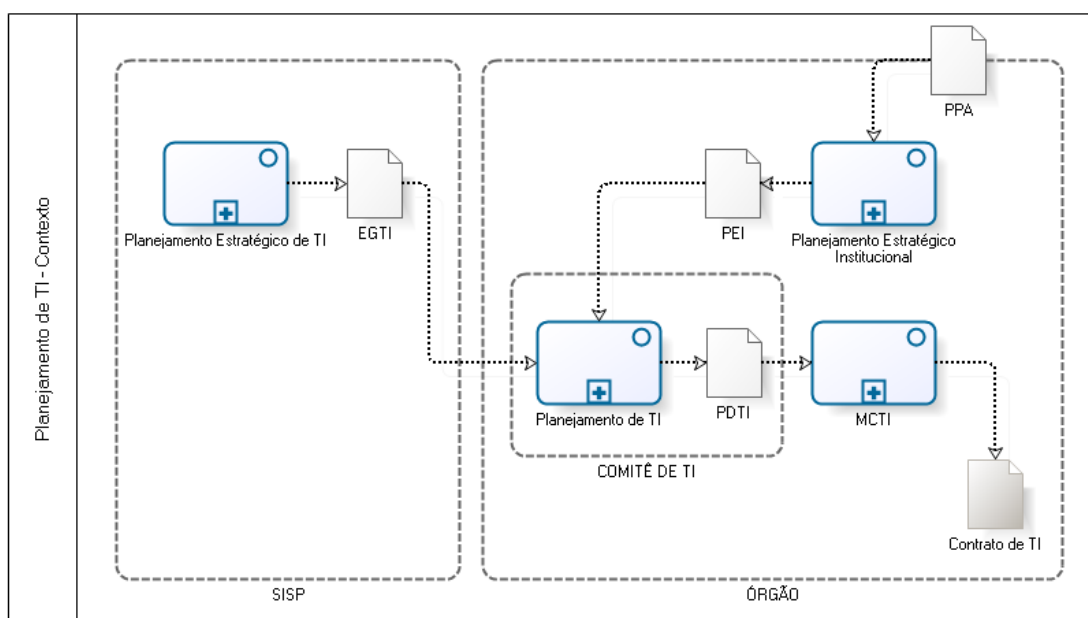 Planejamento de TI - Contexto
PPA
Planejamento Estratégico de TI
EGTI
PEI
Planejamento Estratégico
Institucional
Planejamento de TI
PDTI
MCTI
COMITÊ DE TI
Contrato de TI
SISP
ÓRGÃO